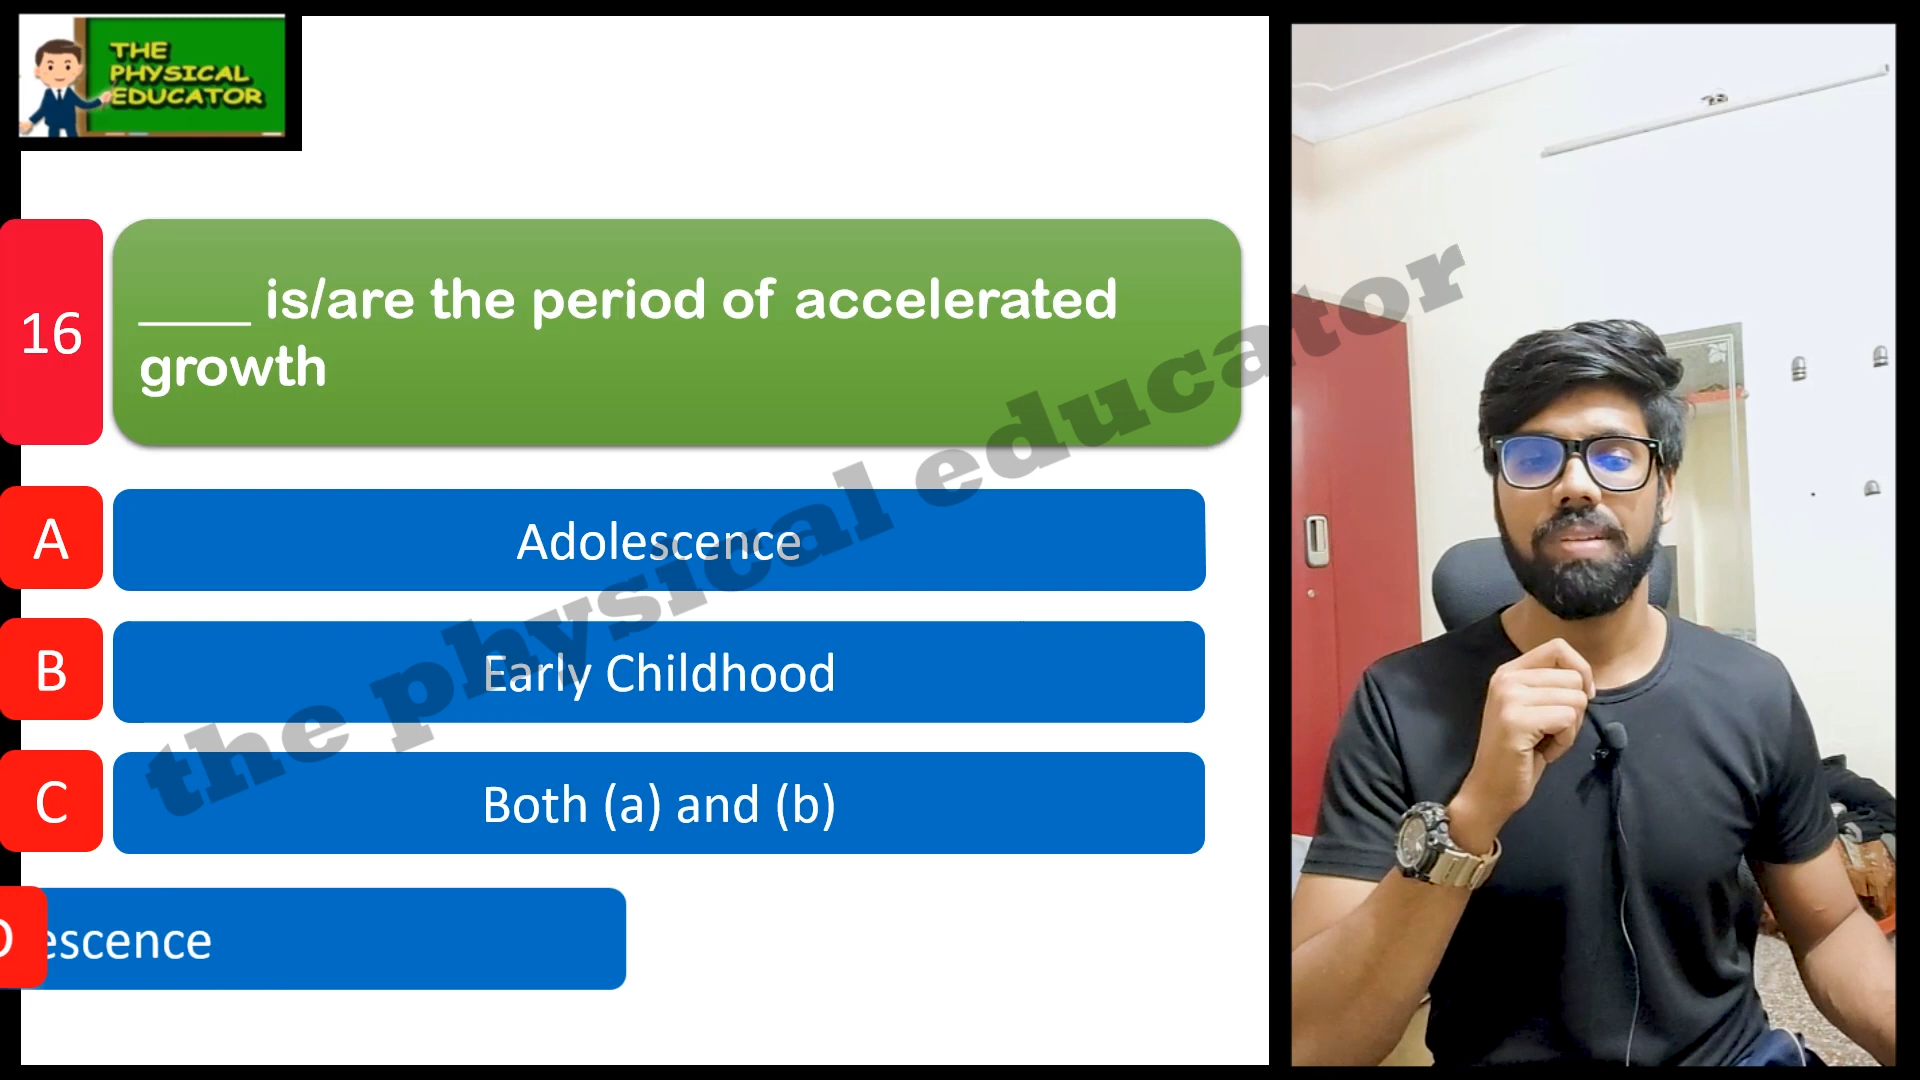 THE
PHYSICAL
EDUCATOR
16
____ is/are the period of accelerated
growth
A
Adolescence
B
Early Childhood
C
Both (a) and (b)
D
escence
the physical educator